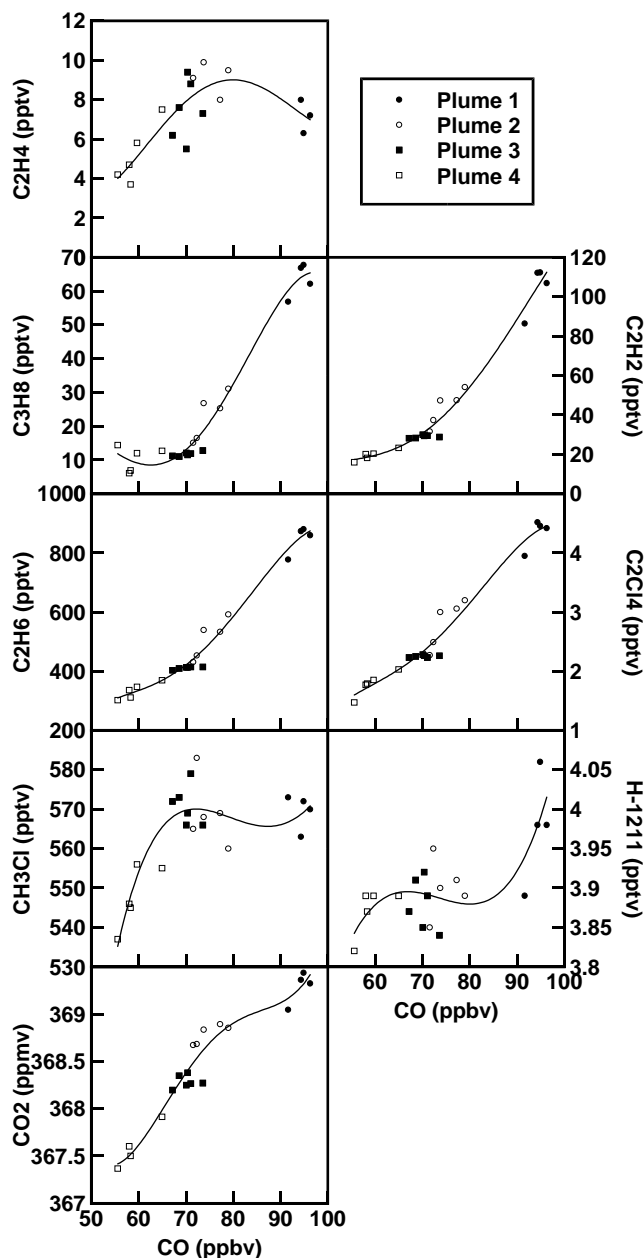 12
10
8
6
4
2
C2H4 (pptv)
Plume 1
Plume 2
Plume 3
Plume 4
70
60
50
40
30
20
10
C3H8 (pptv)
120
100
80
60
40
20
0
C2H2 (pptv)
1000
800
600
400
200
C2H6 (pptv)
4
3
2
1
C2Cl4 (pptv)
580
570
560
550
540
530
CH3Cl (pptv)
4.05
4
3.95
3.9
3.85
3.8
H-1211 (pptv)
60 70 80 90 100
CO (ppbv)
369
368.5
368
367.5
367
CO2 (ppmv)
50 60 70 80 90 100
CO (ppbv)